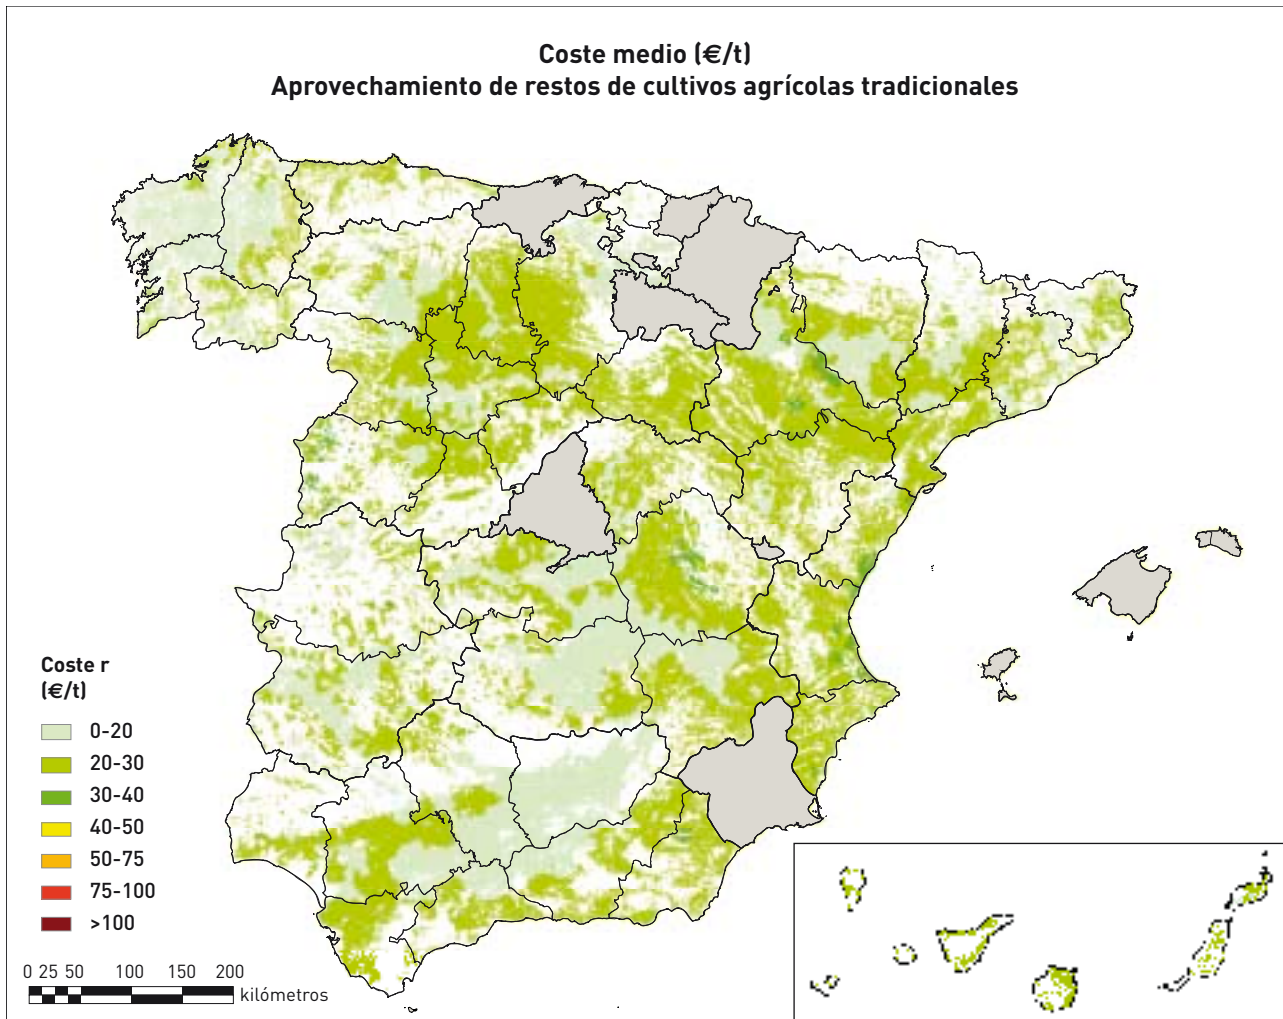 Coste medio (€/t)
Aprovechamiento de restos de cultivos agrícolas tradicionales
Coste r
(€/t)
0-20
20-30
30-40
40-50
50-75
75-100
>100
0 25 50 100 150 200
kilómetros